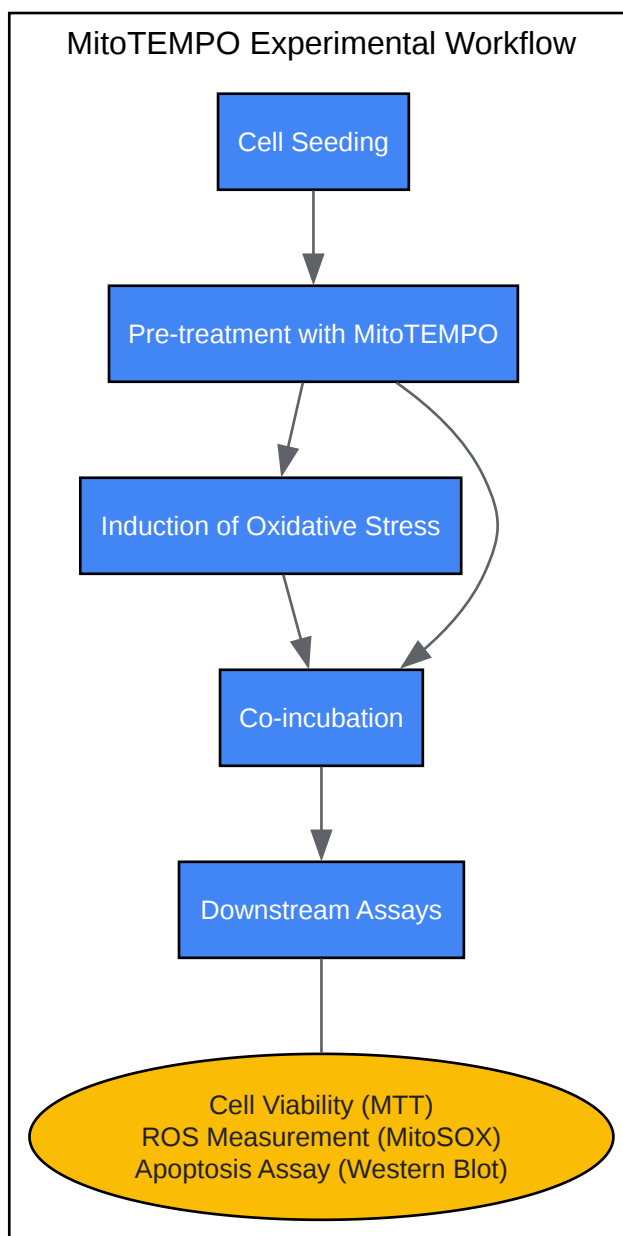 MitoTEMPO Experimental Workflow
Cell Seeding
Pre-treatment with MitoTEMPO
Induction of Oxidative Stress
Co-incubation
Downstream Assays
Cell Viability (MTT)
ROS Measurement (MitoSOX)
Apoptosis Assay (Western Blot)